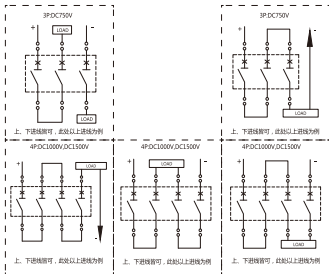 3P:DC750V
+
LOAD
-
LOAD
上、下进线皆可，此处以上进线为例
3P:DC750V
+
-
LOAD
上、下进线皆可，此处以上进线为例
4P:DC1000V,DC1500V
+
LOAD
-
上、下进线皆可，此处以上进线为例
4P:DC1000V,DC1500V
+
LOAD
-
上、下进线皆可，此处以上进线为例
4P:DC1000V,DC1500V
+
-
LOAD
上、下进线皆可，此处以上进线为例